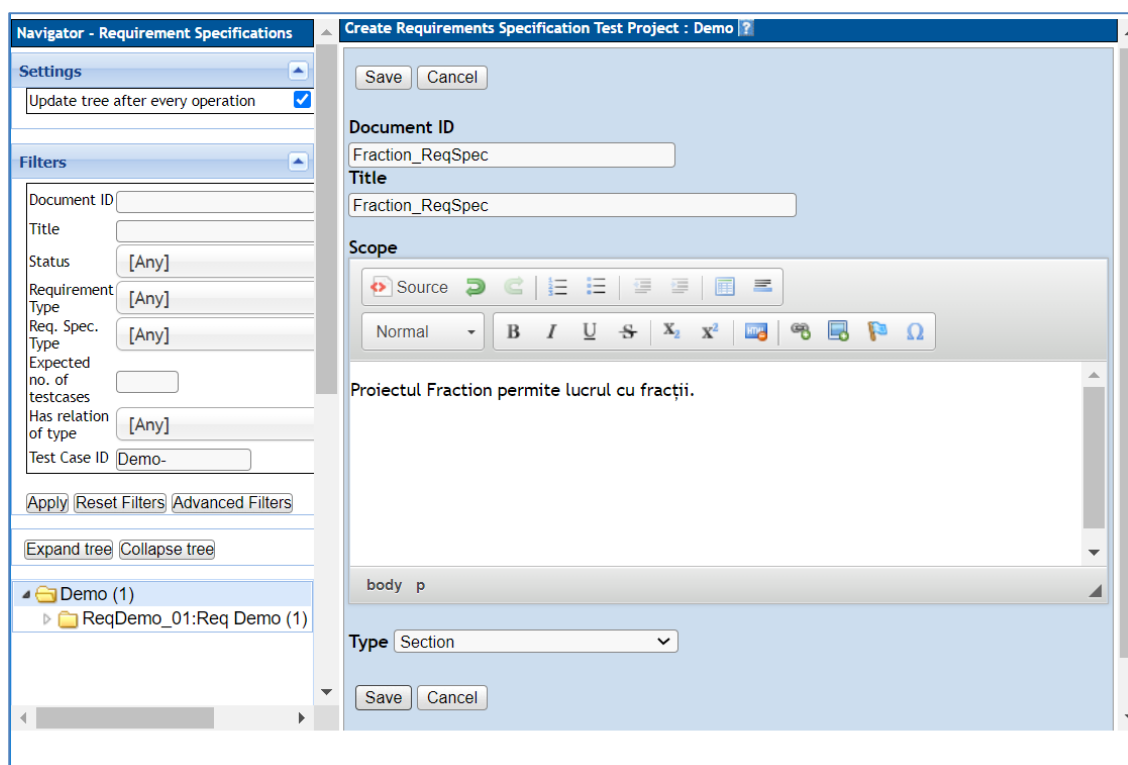 Navigator - Requirement Specifications
Settings
Update tree after every operation
Filters
Document ID
Title
Status [Any]
Requirement
Type [Any]
Req. Spec.
Type [Any]
Expected
no. of
testcases
Has relation
of type [Any]
Test Case ID Demo-
Apply Reset Filters Advanced Filters
Expand tree Collapse tree
Demo (1)
ReqDemo_01:Req Demo (1)
Create Requirements Specification Test Project : Demo ?
Save Cancel
Document ID
Fraction_ReqSpec
Title
Fraction_ReqSpec
Scope
Source
Normal B I U S X₂ X² HTML Ω
Proiectul Fraction permite lucrul cu fracții.
body p
Type Section
Save Cancel